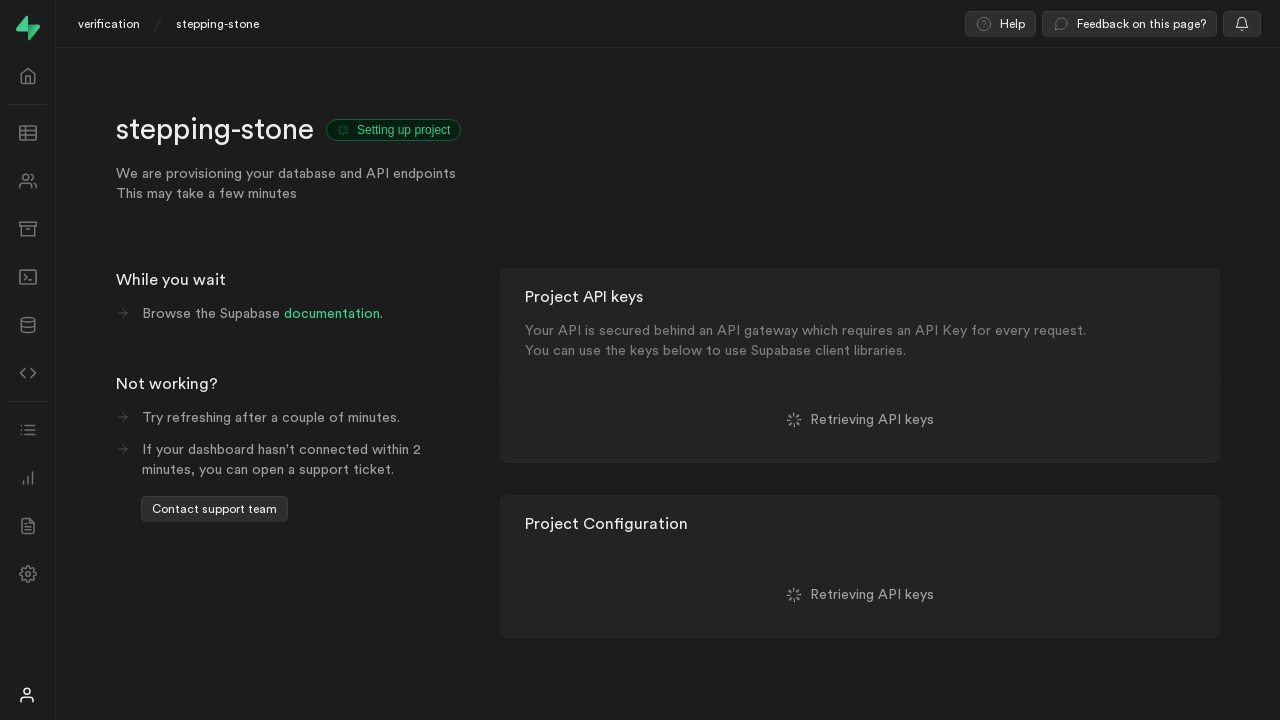 verification / stepping-stone
Help
Feedback on this page?
stepping-stone
Setting up project
We are provisioning your database and API endpoints
This may take a few minutes
While you wait
Browse the Supabase documentation.
Not working?
Try refreshing after a couple of minutes.
If your dashboard hasn't connected within 2
minutes, you can open a support ticket.
Contact support team
Project API keys
Your API is secured behind an API gateway which requires an API Key for every request.
You can use the keys below to use Supabase client libraries.
Retrieving API keys
Project Configuration
Retrieving API keys